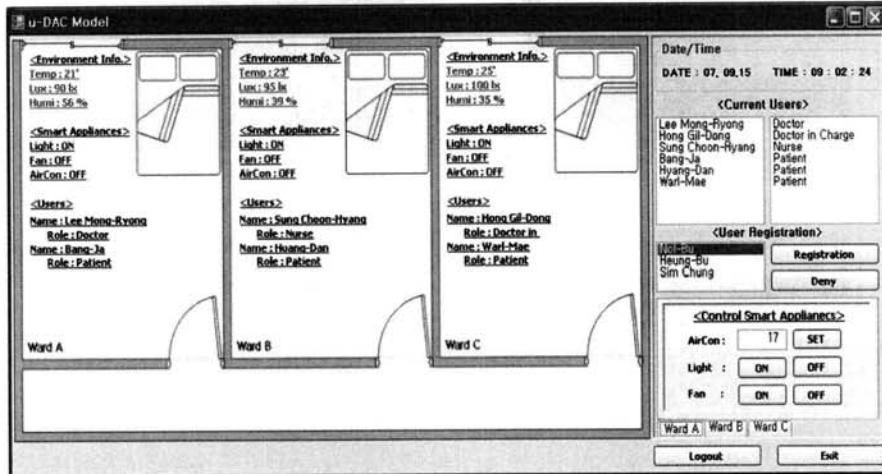 u-DAC Model
<Environment Info.>
Temp : 21'
Lux : 90 lx
Humi : 56 %
<Smart Appliances>
Light : ON
Fan : OFF
AirCon : OFF
<Users>
Name : Lee Mong-Ryong
Role : Doctor
Name : Bang-Ja
Role : Patient
Ward A
<Environment Info.>
Temp : 23'
Lux : 95 lx
Humi : 39 %
<Smart Appliances>
Light : ON
Fan : OFF
AirCon : OFF
<Users>
Name : Sung Choon-Hyang
Role : Nurse
Name : Huang-Dan
Role : Patient
Ward B
<Environment Info.>
Temp : 25'
Lux : 100 lx
Humi : 35 %
<Smart Appliances>
Light : ON
Fan : OFF
AirCon : OFF
<Users>
Name : Hong Gil-Dong
Role : Doctor in
Name : Warl-Mae
Role : Patient
Ward C
Date/Time
DATE : 07. 09.15 TIME : 09 : 02 : 24
<Current Users>
Lee Mong-Ryong Doctor
Hong Gil-Dong Doctor in Charge
Sung Choon-Hyang Nurse
Bang-Ja Patient
Hyang-Dan Patient
Warl-Mae Patient
<User Registration>
Nol-Bu
Heung-Bu
Sim Chung
Registration
Deny
<Control Smart Applianecs>
AirCon : 17 SET
Light : ON OFF
Fan : ON OFF
Ward A Ward B Ward C
Logout Exit